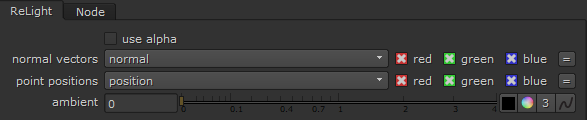 ReLight Node
use alpha
normal vectors normal red green blue =
point positions position red green blue =
ambient 0 0 0.1 0.4 0.7 1 2 3 4 3